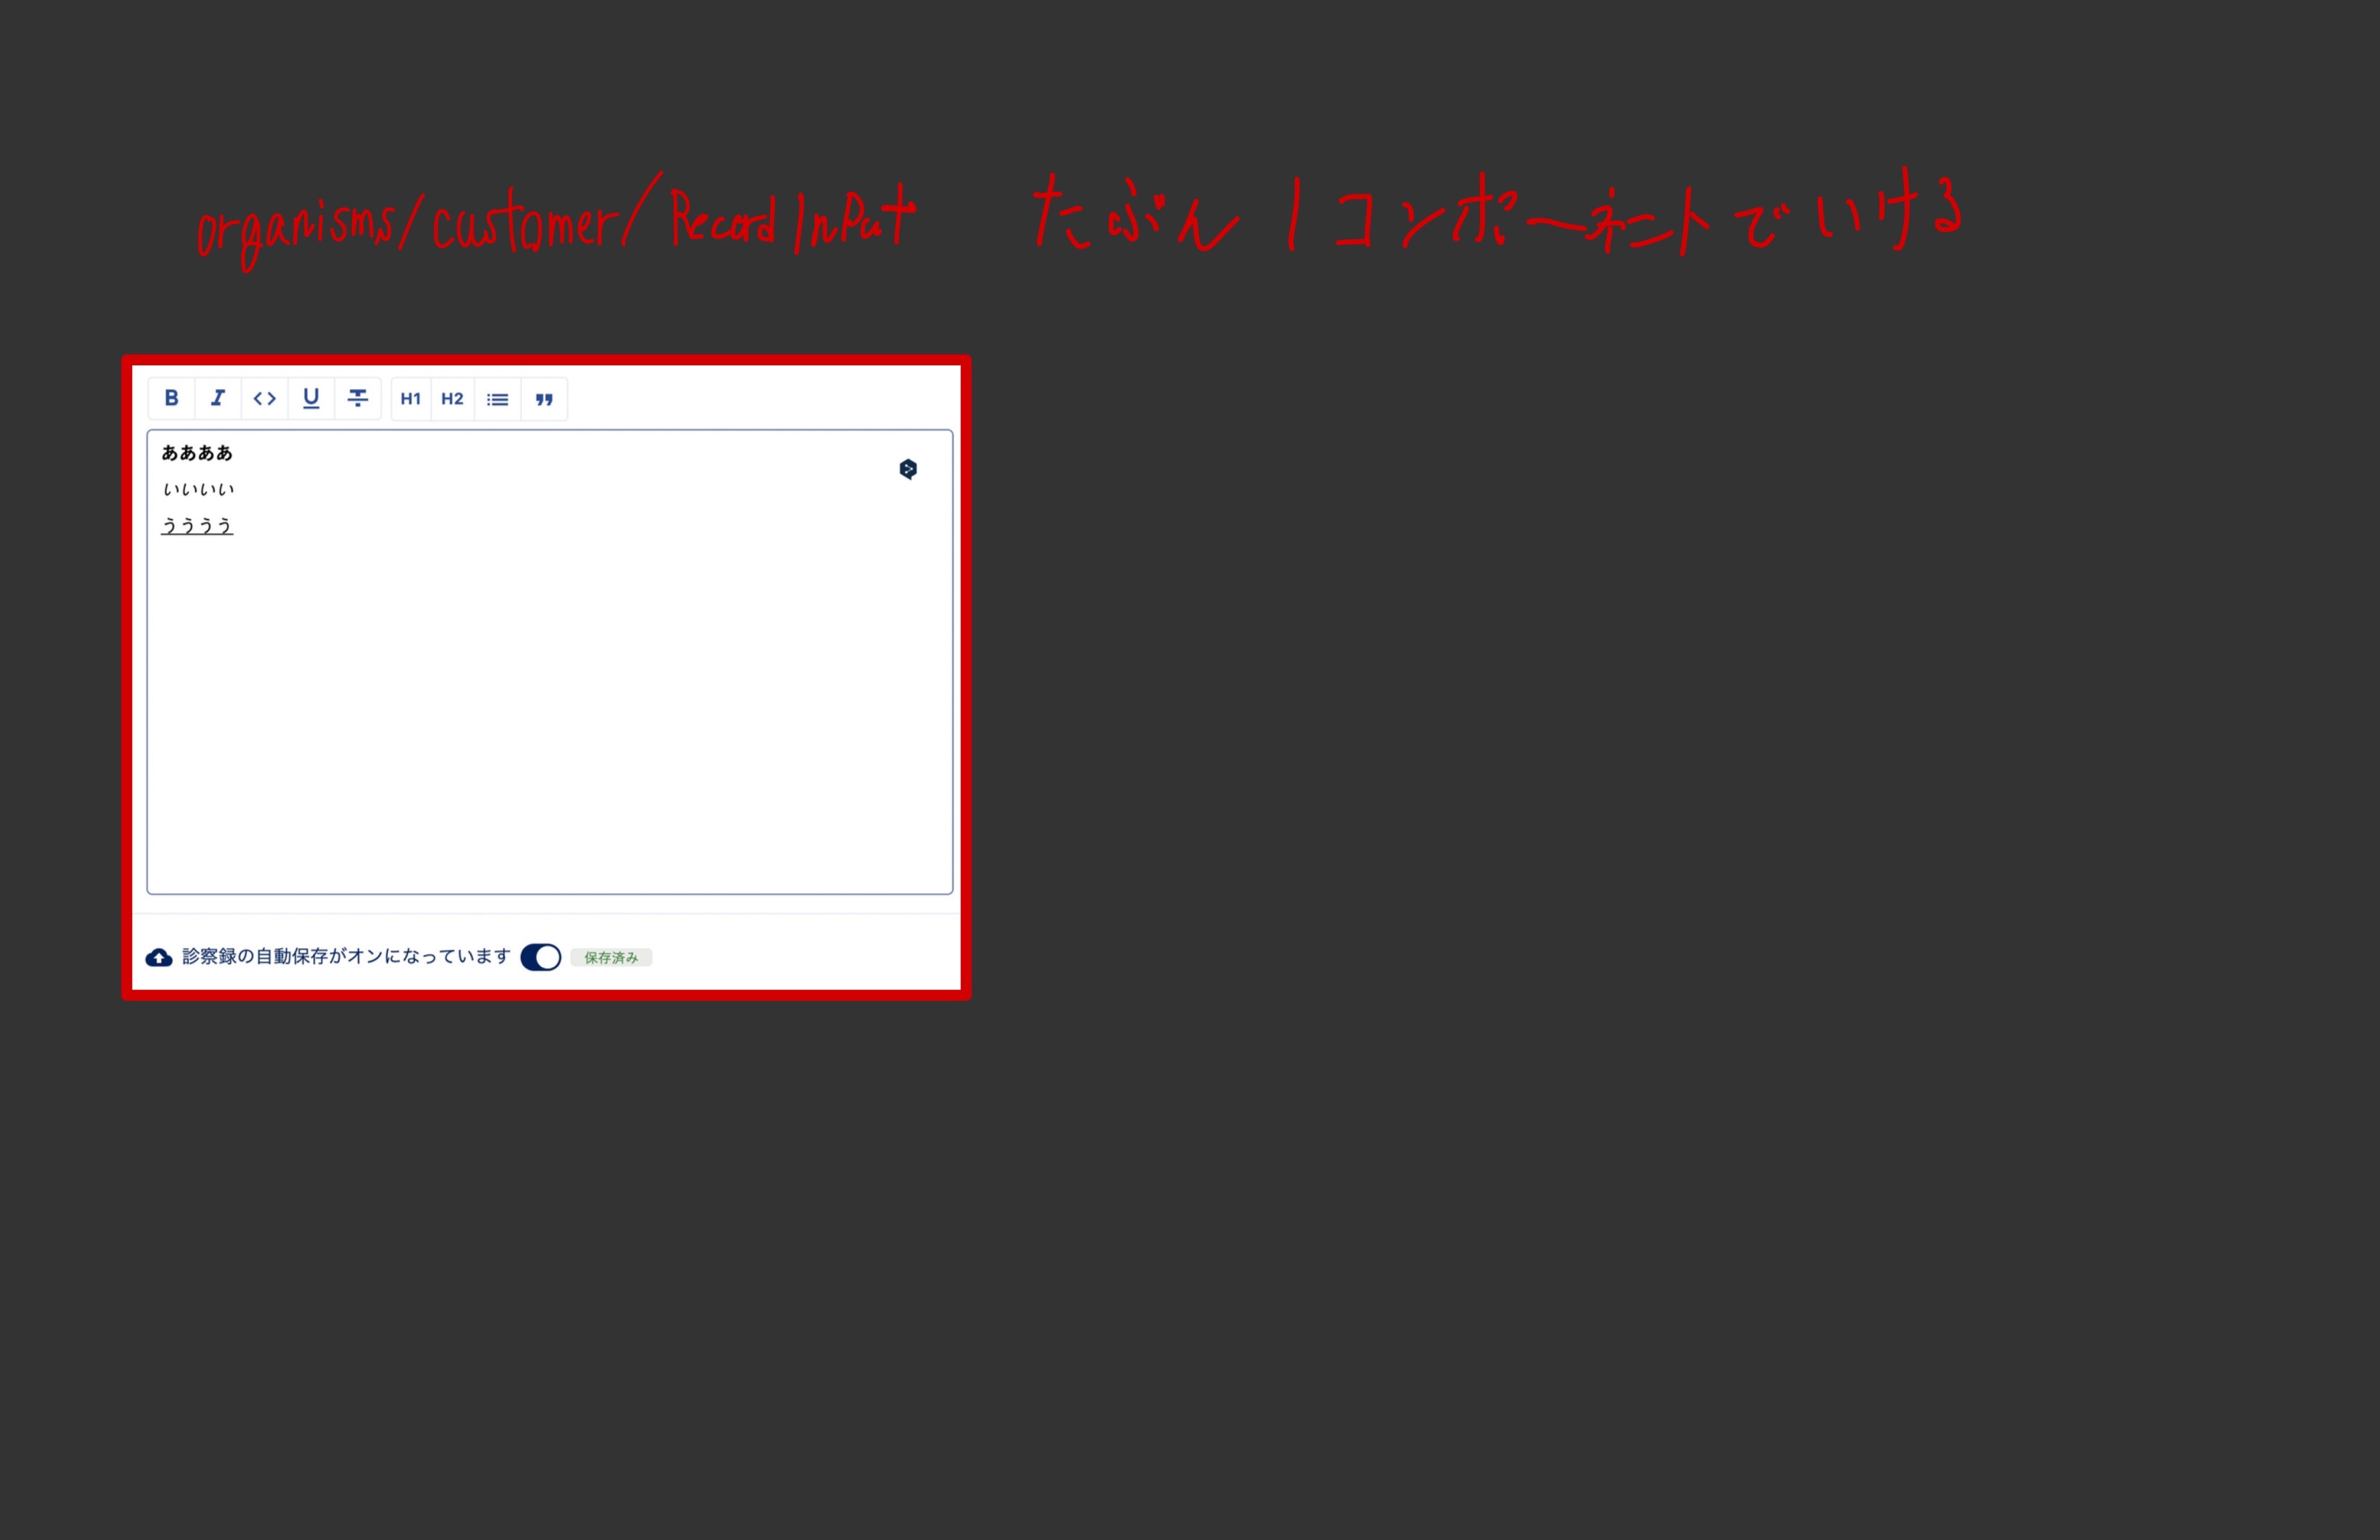 organisms/customer/RecordInput たぶん 1コンポーネントでいける
B I <> U T H1 H2
ああああ
いいいい
うううう
診察録の自動保存がオンになっています 保存済み